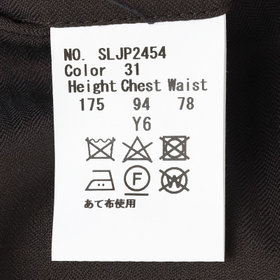 NO. SLJP2454
Color 31
Height Chest Waist
175 94 78
Y6
P W
あて布使用